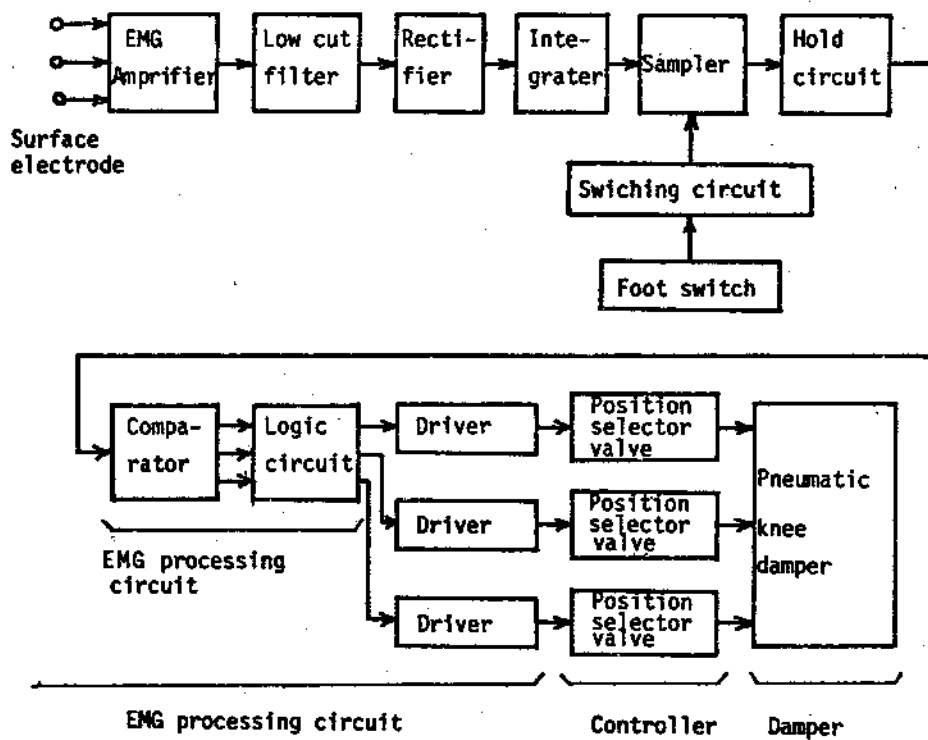 EMG
Amprifier
Low cut
filter
Recti-
fier
Inte-
grater
Sampler
Hold
circuit
Surface
electrode
Swiching circuit
Foot switch
Compa-
rator
Logic
circuit
Driver
Position
selector
valve
Driver
Position
selector
valve
Driver
Position
selector
valve
Pneumatic
knee
damper
EMG processing
circuit
EMG processing circuit
Controller
Damper